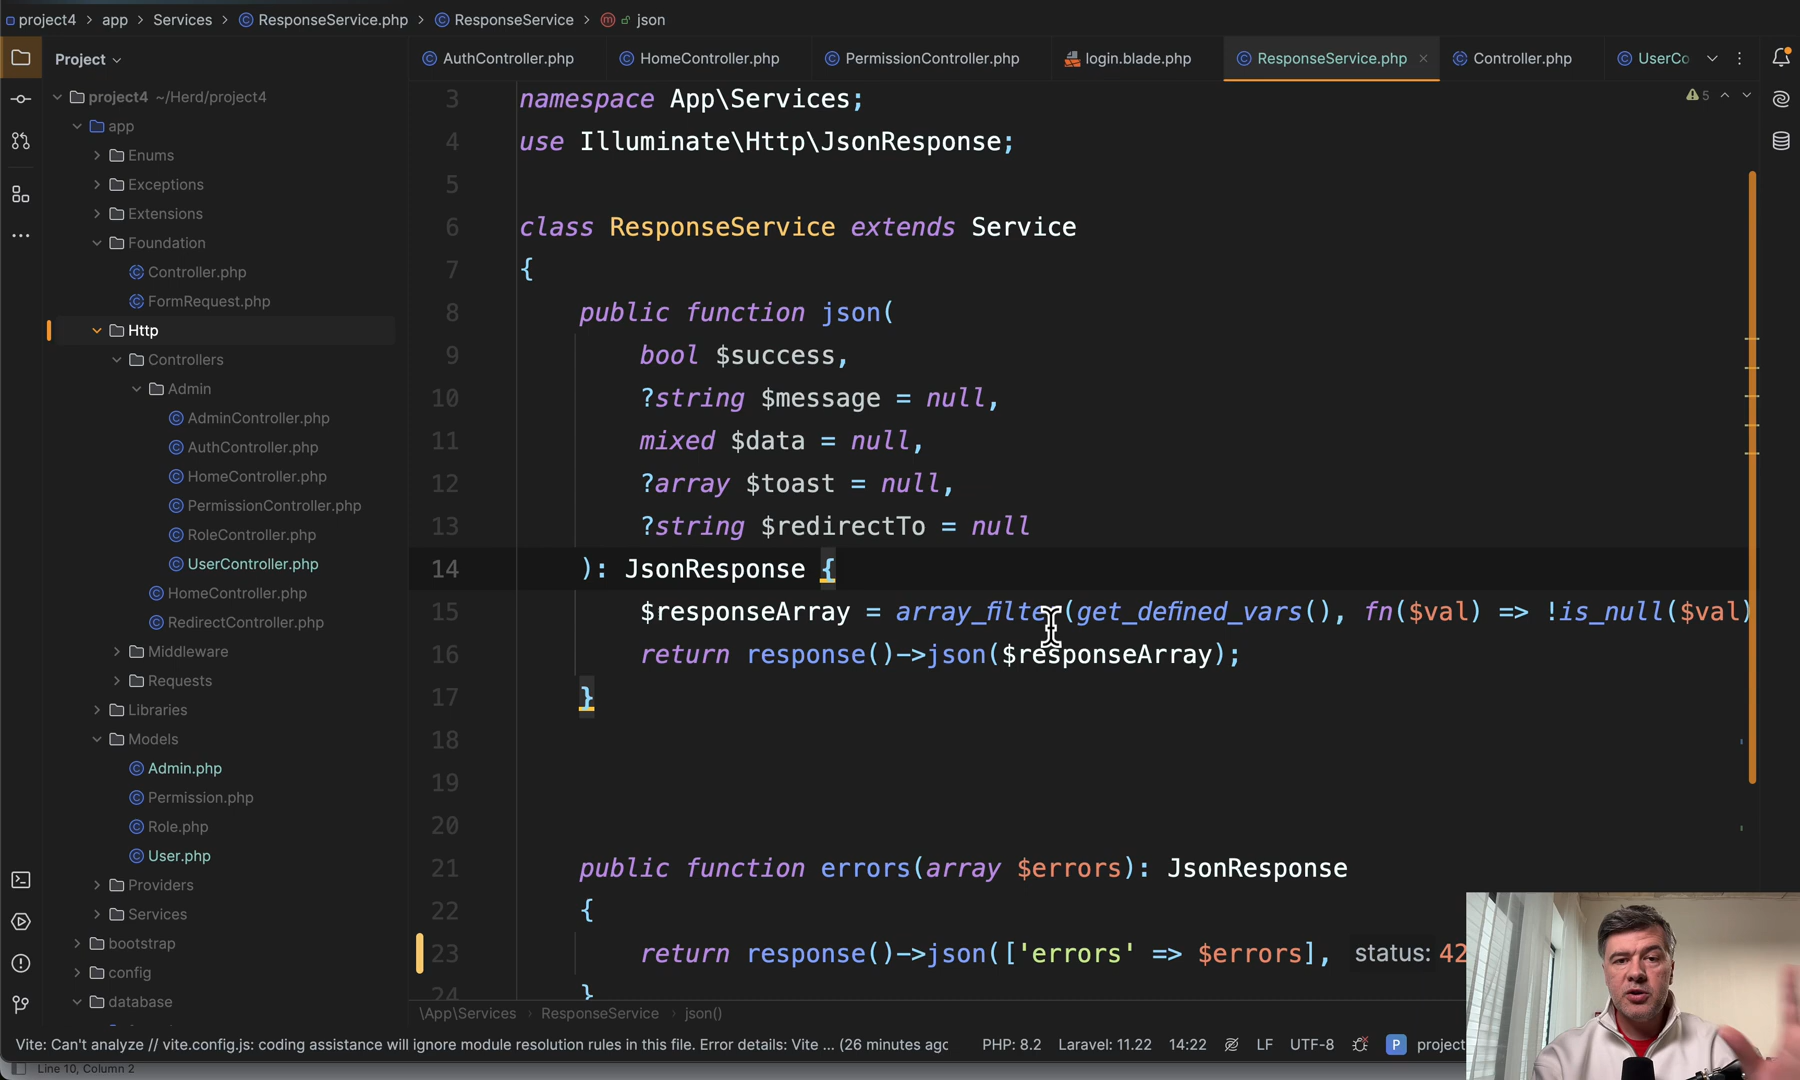 project4 app Services ResponseService.php ResponseService json
Project
project4 ~/Herd/project4
app
Enums
Exceptions
Extensions
Foundation
Controller.php
FormRequest.php
Http
Controllers
Admin
AdminController.php
AuthController.php
HomeController.php
PermissionController.php
RoleController.php
UserController.php
HomeController.php
RedirectController.php
Middleware
Requests
Libraries
Models
Admin.php
Permission.php
Role.php
User.php
Providers
Services
bootstrap
config
database
AuthController.php HomeController.php PermissionController.php login.blade.php ResponseService.php Controller.php UserCo
5
3 namespace App\Services;
4 use Illuminate\Http\JsonResponse;
5
6 class ResponseService extends Service
7 {
8 public function json(
9 bool $success,
10 ?string $message = null,
11 mixed $data = null,
12 ?array $toast = null,
13 ?string $redirectTo = null
14 ): JsonResponse {
15 $responseArray = array_filter(get_defined_vars(), fn($val) => !is_null($val)
16 return response()->json($responseArray);
17 }
18
19
20
21 public function errors(array $errors): JsonResponse
22 {
23 return response()->json(['errors' => $errors], status: 42
24 }
\App\Services ResponseService json()
Vite: Can't analyze // vite.config.js: coding assistance will ignore module resolution rules in this file. Error details: Vite ... (26 minutes agc PHP: 8.2 Laravel: 11.22 14:22 LF UTF-8 P project
Line 10, Column 2